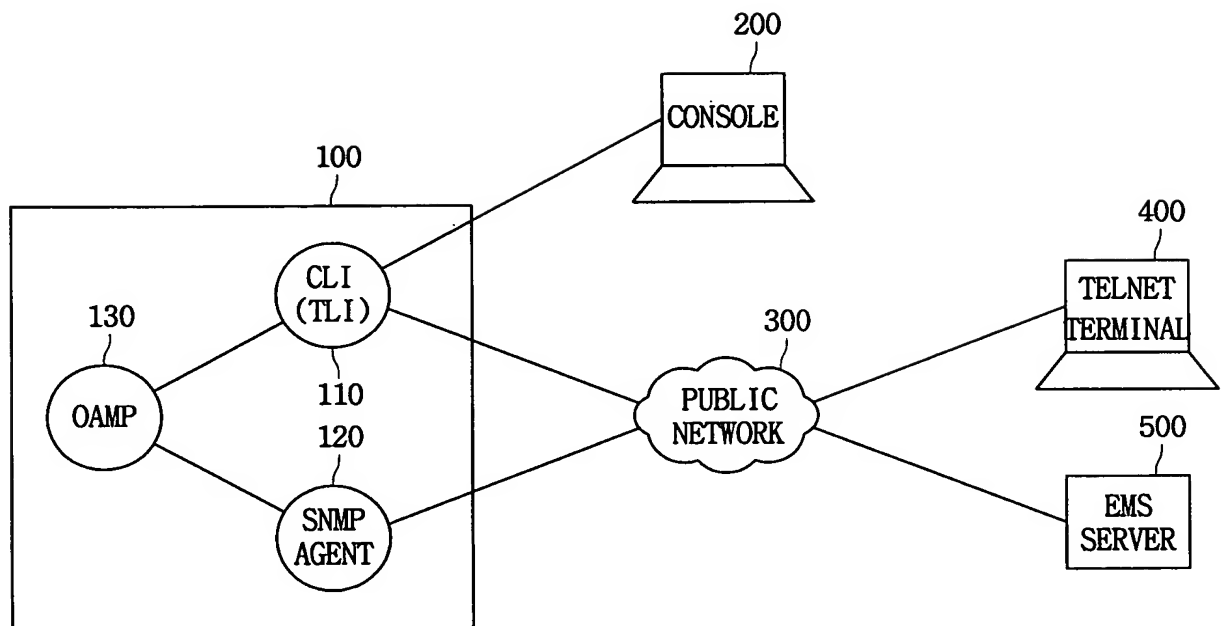 200
CONSOLE
100
400
CLI
(TLI)
TELNET
TERMINAL
130
300
110
OAMP
PUBLIC
NETWORK
120
500
SNMP
AGENT
EMS
SERVER